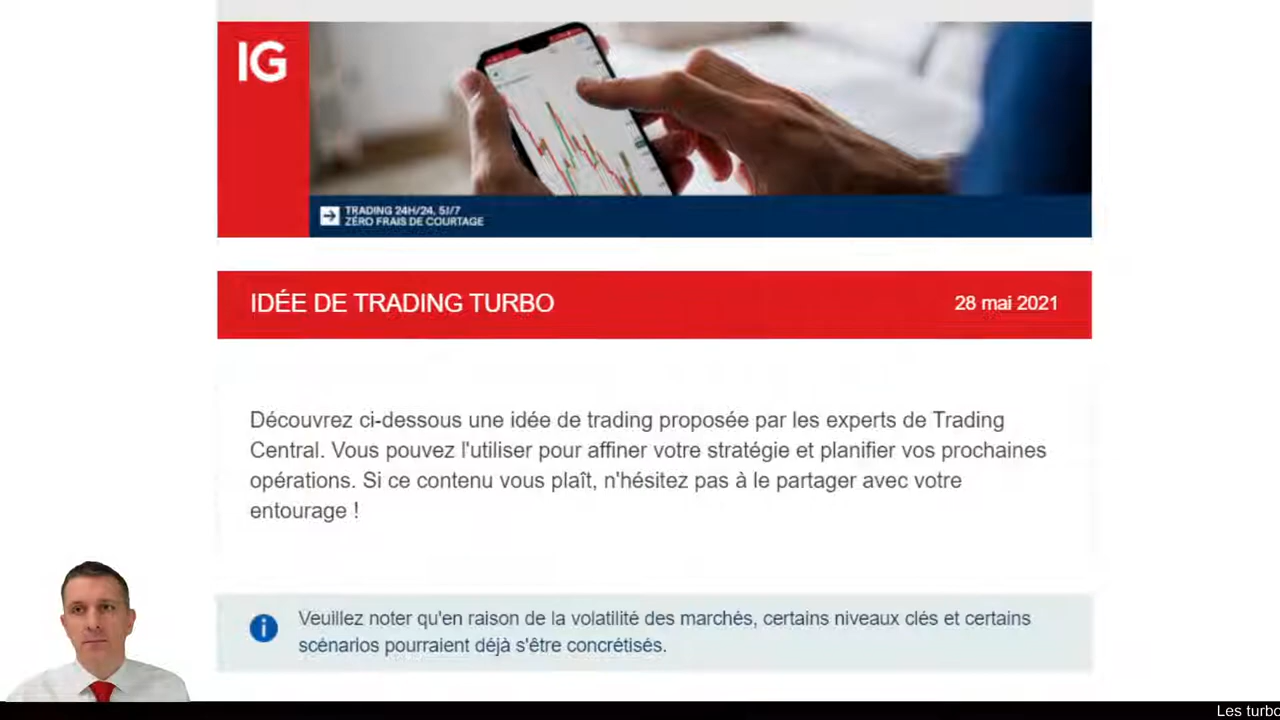 IG
TRADING 24H/24, 5J/7
ZÉRO FRAIS DE COURTAGE
IDÉE DE TRADING TURBO
28 mai 2021
Découvrez ci-dessous une idée de trading proposée par les experts de Trading
Central. Vous pouvez l'utiliser pour affiner votre stratégie et planifier vos prochaines
opérations. Si ce contenu vous plaît, n'hésitez pas à le partager avec votre
entourage !
Veuillez noter qu'en raison de la volatilité des marchés, certains niveaux clés et certains
scénarios pourraient déjà s'être concrétisés.
Les turbo